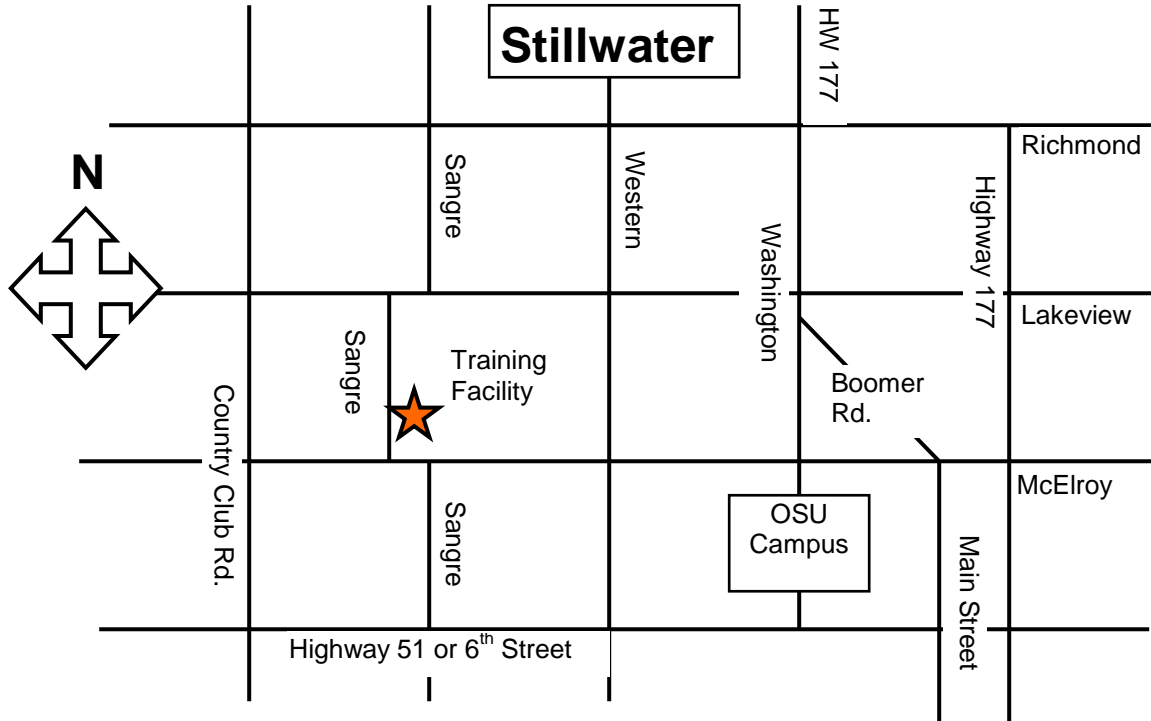 Stillwater
HW 177
Richmond
N
Sangre
Western
Highway 177
Washington
Lakeview
Sangre
Training
Facility
Boomer
Rd.
Country Club Rd.
McElroy
Sangre
OSU
Campus
Main Street
Highway 51 or 6th Street